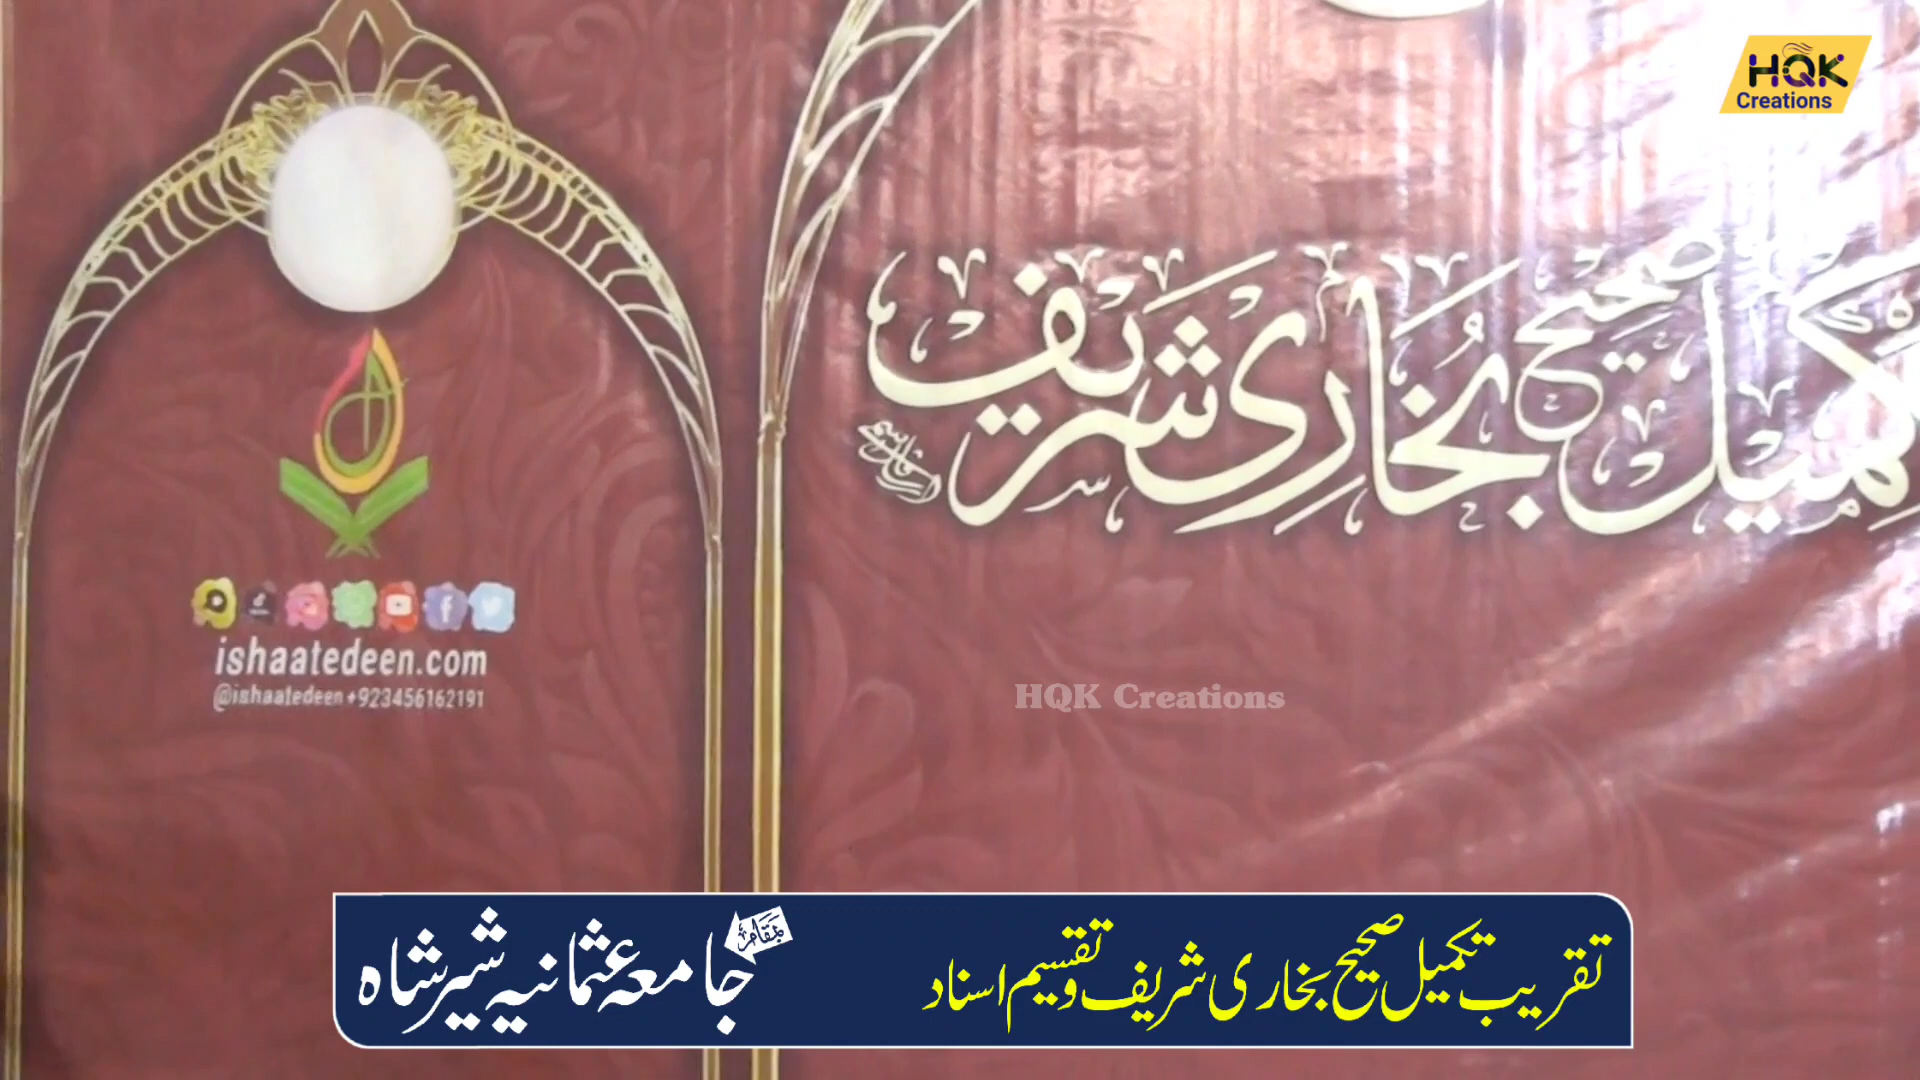 HQK
Creations
تکمیل صحیح بخاری شریف
ishaatedeen.com
@ishaatedeen +923456162191
HQK Creations
تقریب تکمیل صحیح بخاری شریف و تقسیم اسناد
بمقام
جامعہ عثمانیہ شیر شاہ